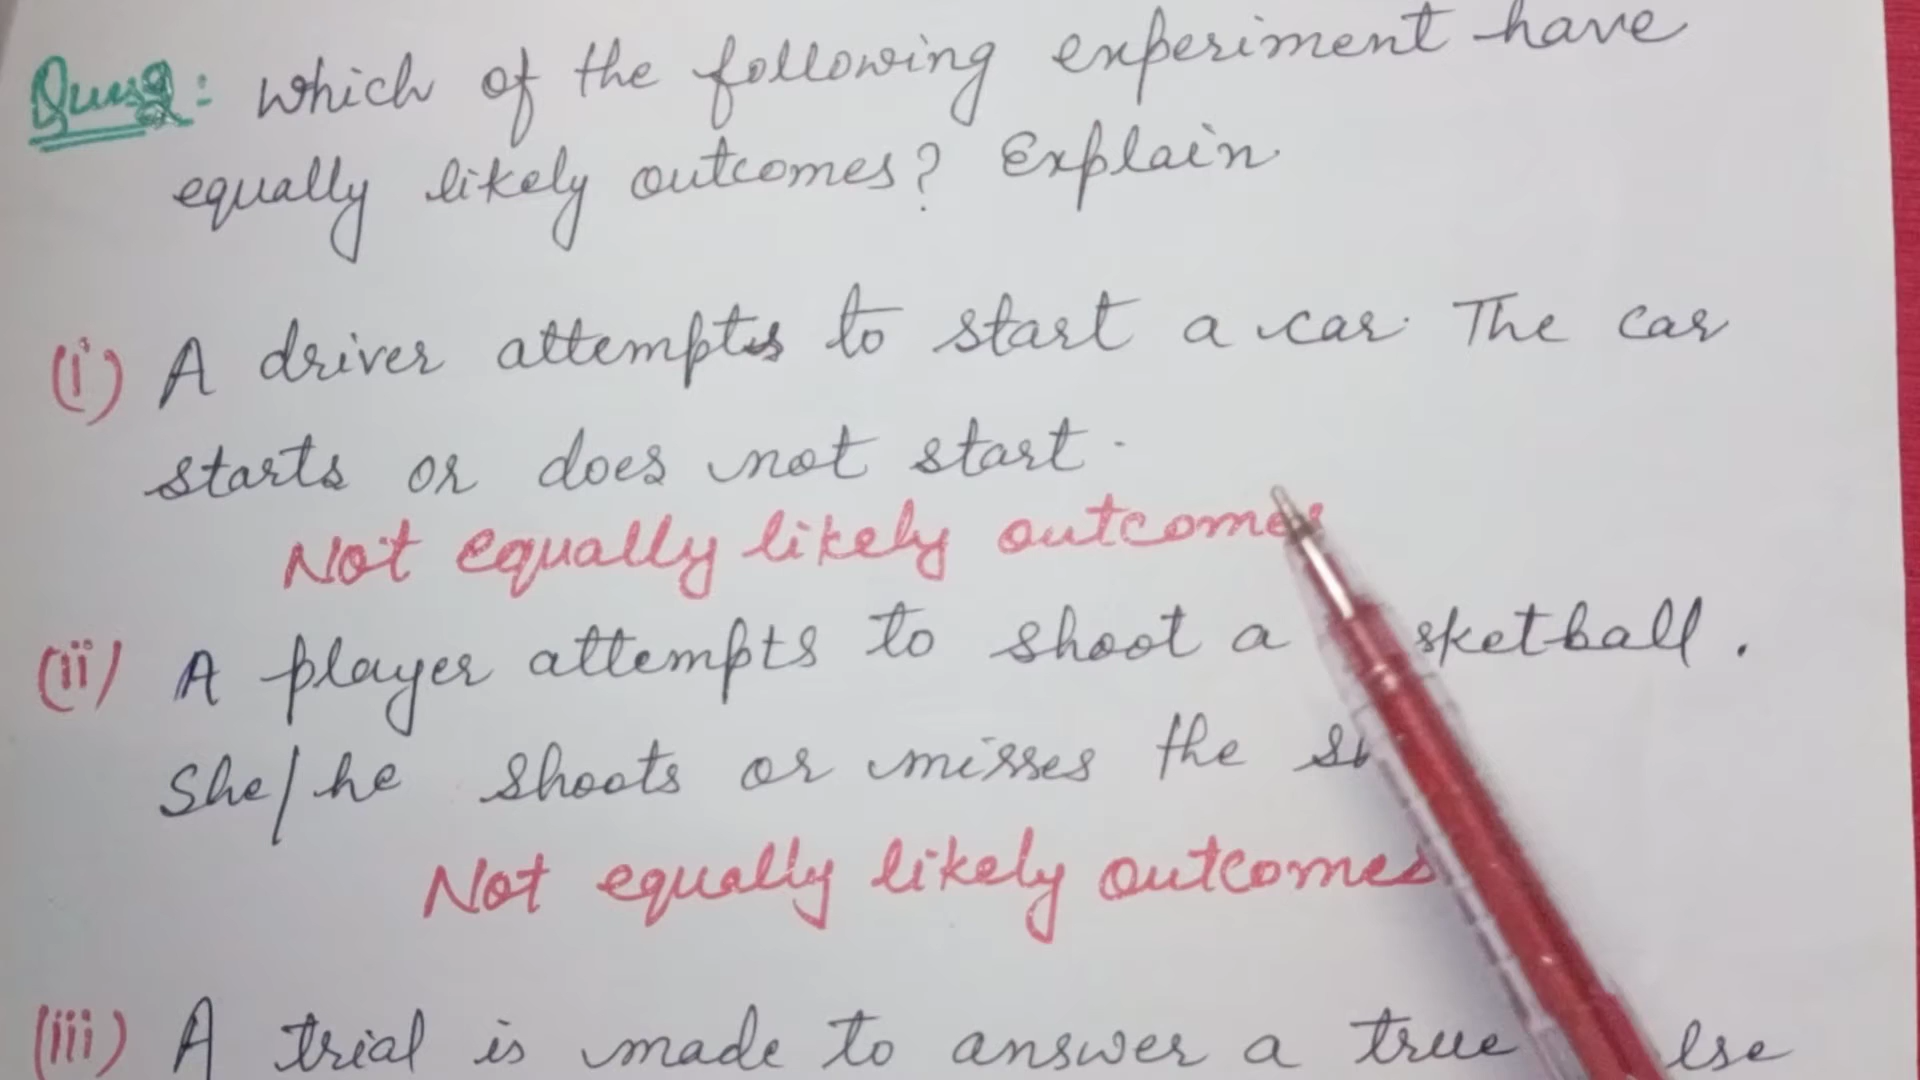 Ques 2: Which of the following experiment have
equally likely outcomes? Explain
(i) A driver attempts to start a car. The car
starts or does not start.
Not equally likely outcomes
(ii) A player attempts to shoot a sketball.
She/he shoots or misses the
Not equally likely outcomes
(iii) A trial is made to answer a true lse